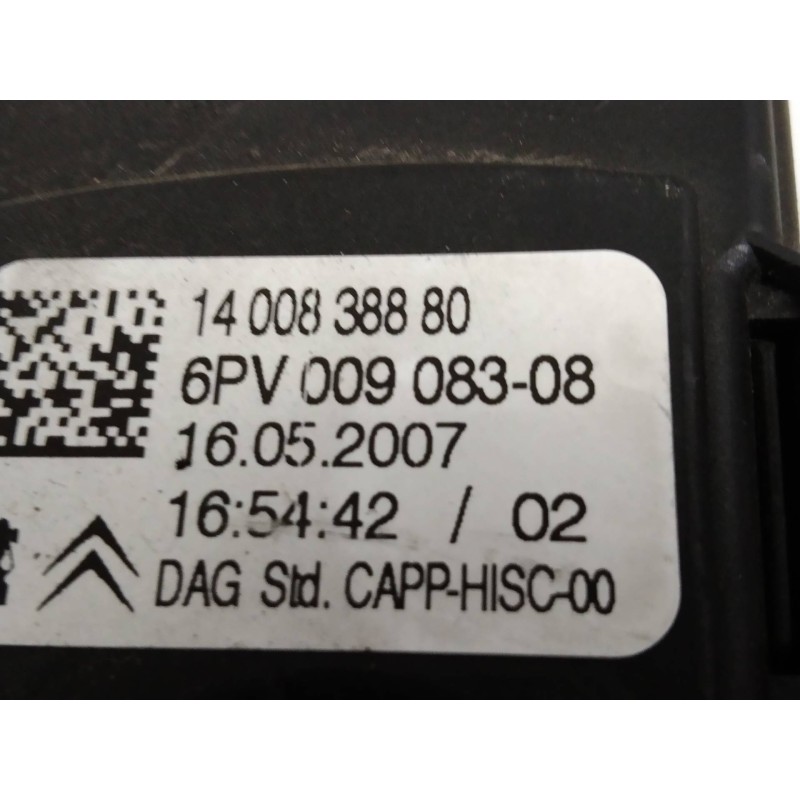 14 008 388 80
6PV 009 083-08
16.05.2007
16:54:42 / 02
DAG Std. CAPP-HISC-00